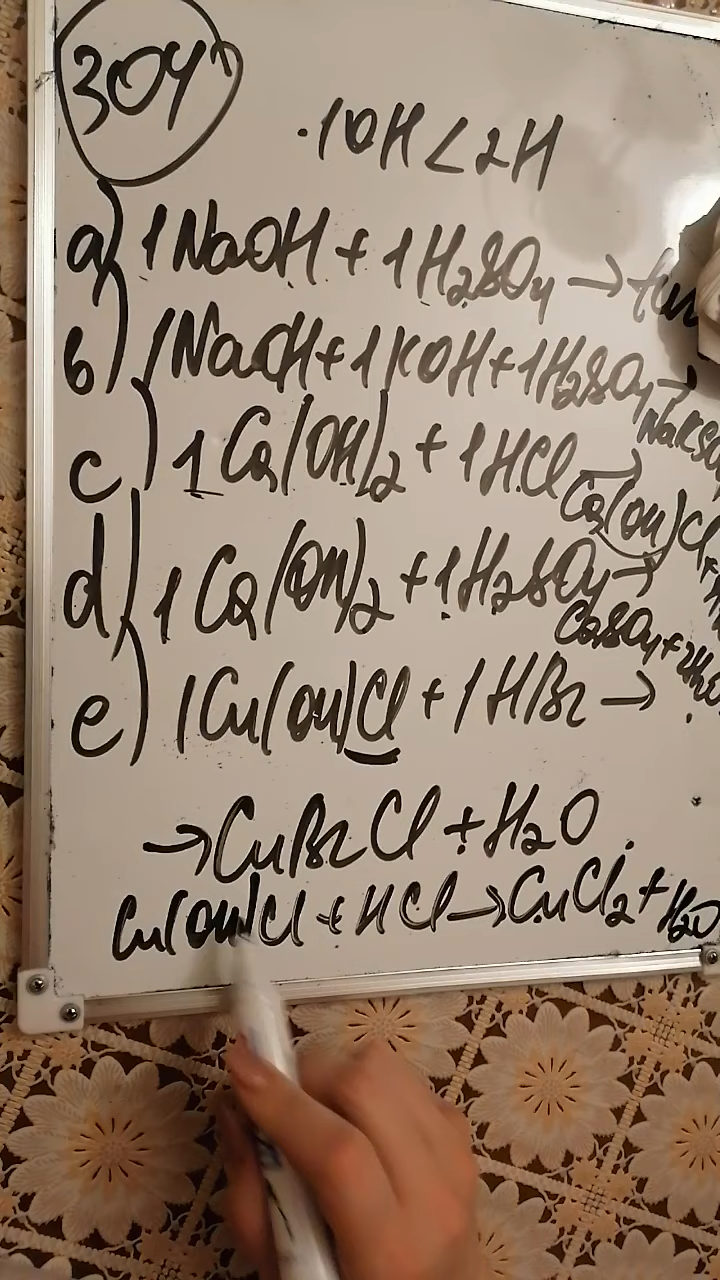 304
·1OH<2H
a) 1NaOH + 1H₂SO₄ →
b) 1NaOH + 1KOH + 1H₂SO₄ →
NaKSO
c) 1Ca(OH)₂ + 1HCl →
Ca(OH)Cl+
d) 1Ca(OH)₂ + 1H₂SO₄ →
CaSO₄+2H₂O
e) 1Cu(OH)Cl + 1HBr →
→ CuBrCl + H₂O
Cu(OH)Cl + HCl → CuCl₂ + H₂O